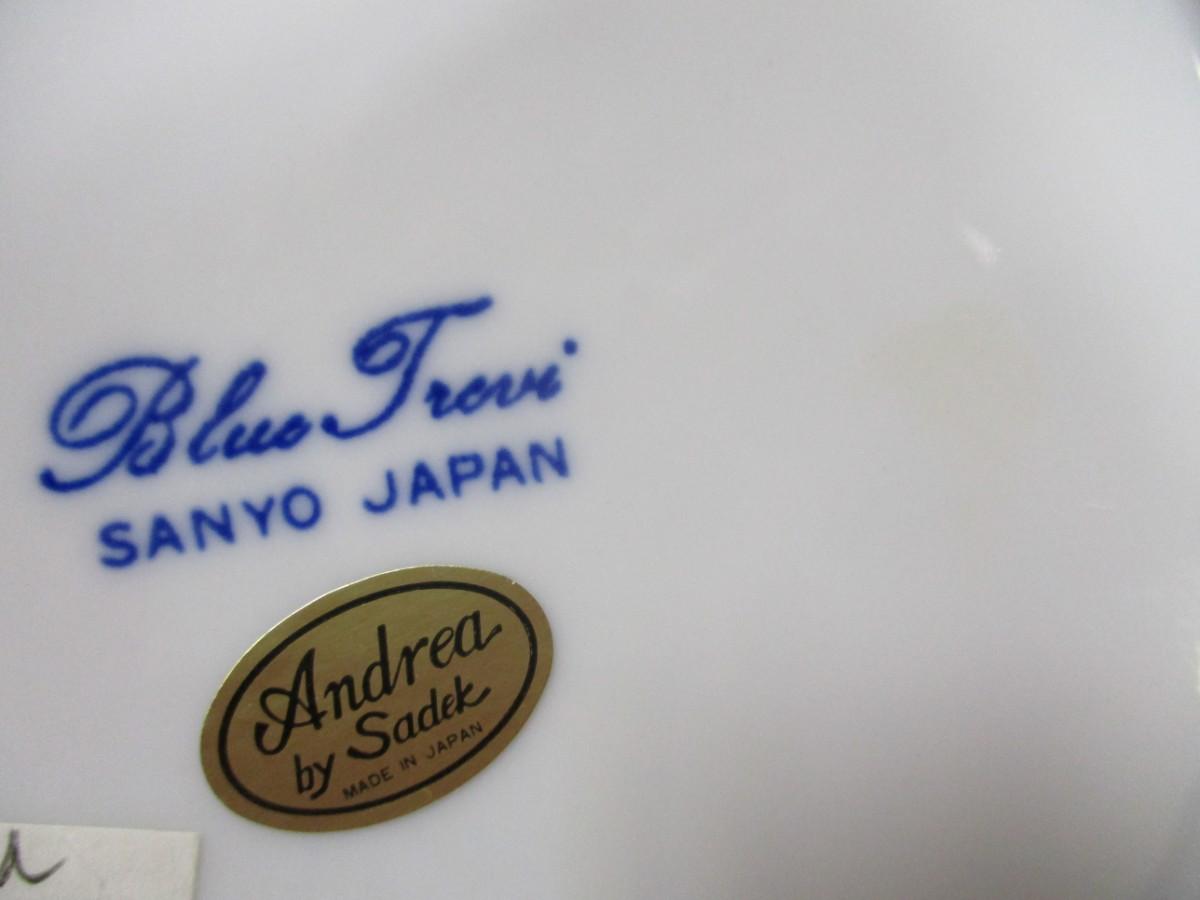 Blue Trevi
SANYO JAPAN
Andrea
by Sadek
MADE IN JAPAN